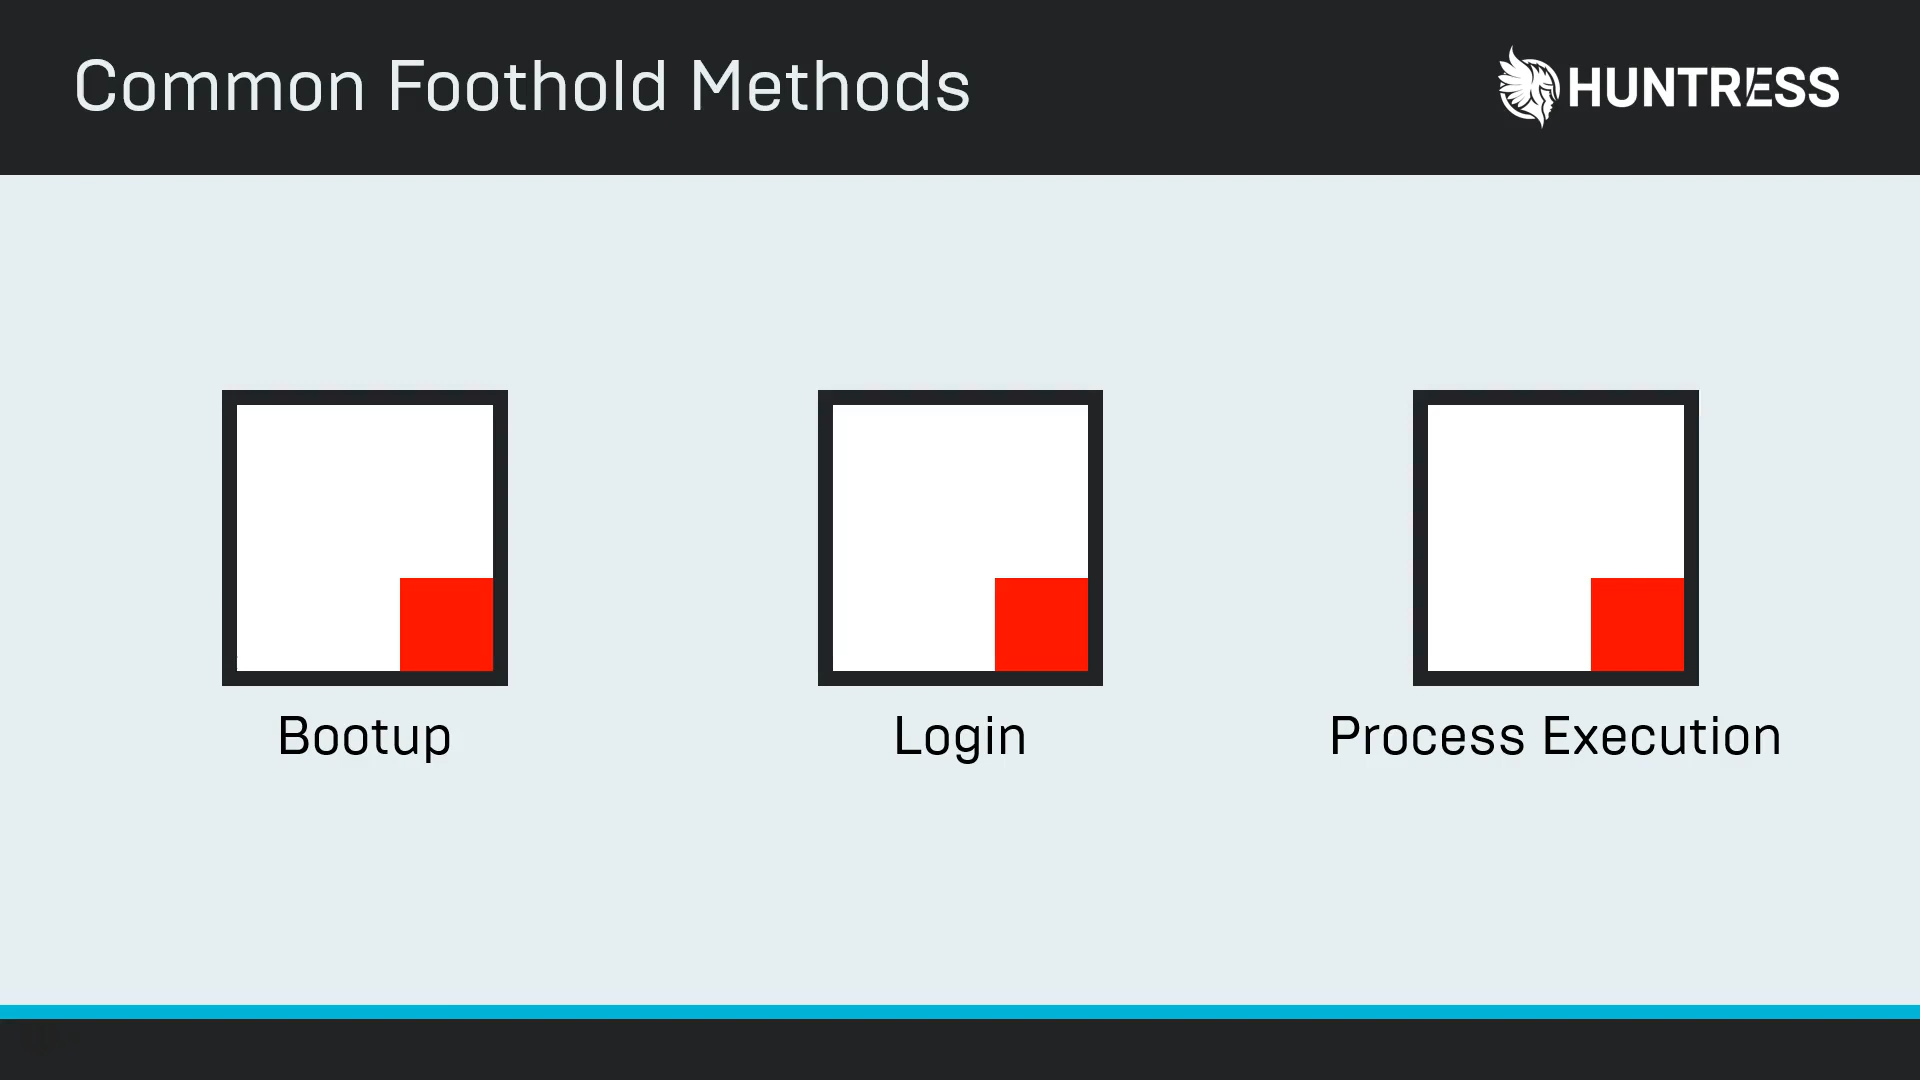 Common Foothold Methods
HUNTRESS
Bootup
Login
Process Execution